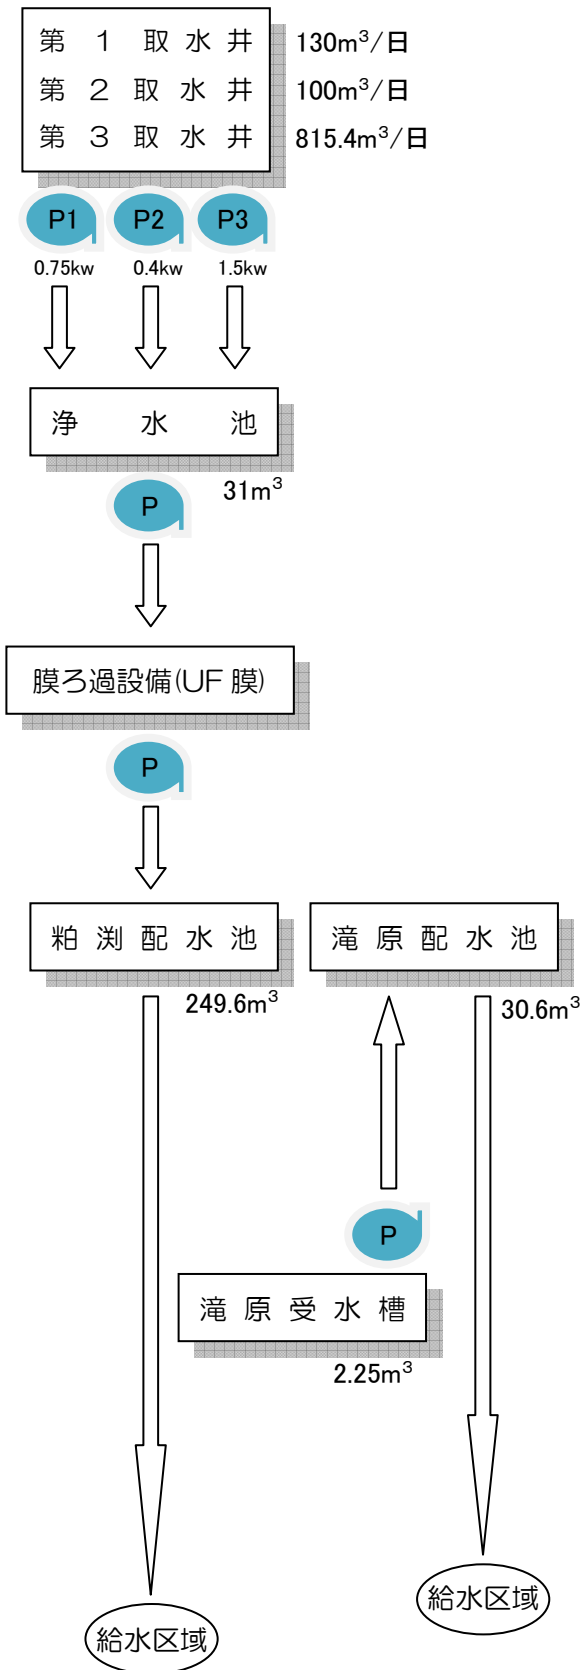 第1取水井 130m³/日
第2取水井 100m³/日
第3取水井 815.4m³/日
P1 P2 P3
0.75kw 0.4kw 1.5kw
浄水池
31m³
P
膜ろ過設備(UF膜)
P
粕渕配水池 滝原配水池
249.6m³ 30.6m³
P
滝原受水槽
2.25m³
給水区域
給水区域